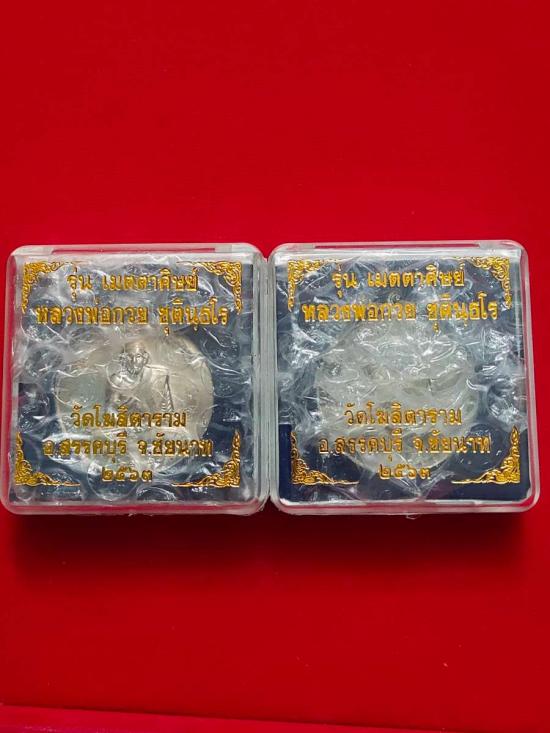 รุ่น เมตตาศิษย์
หลวงพ่อกวย ชุตินฺธโร
วัดโฆสิตาราม
อ.สรรคบุรี จ.ชัยนาท
๒๕๖๓
รุ่น เมตตาศิษย์
หลวงพ่อกวย ชุตินฺธโร
วัดโฆสิตาราม
อ.สรรคบุรี จ.ชัยนาท
๒๕๖๓